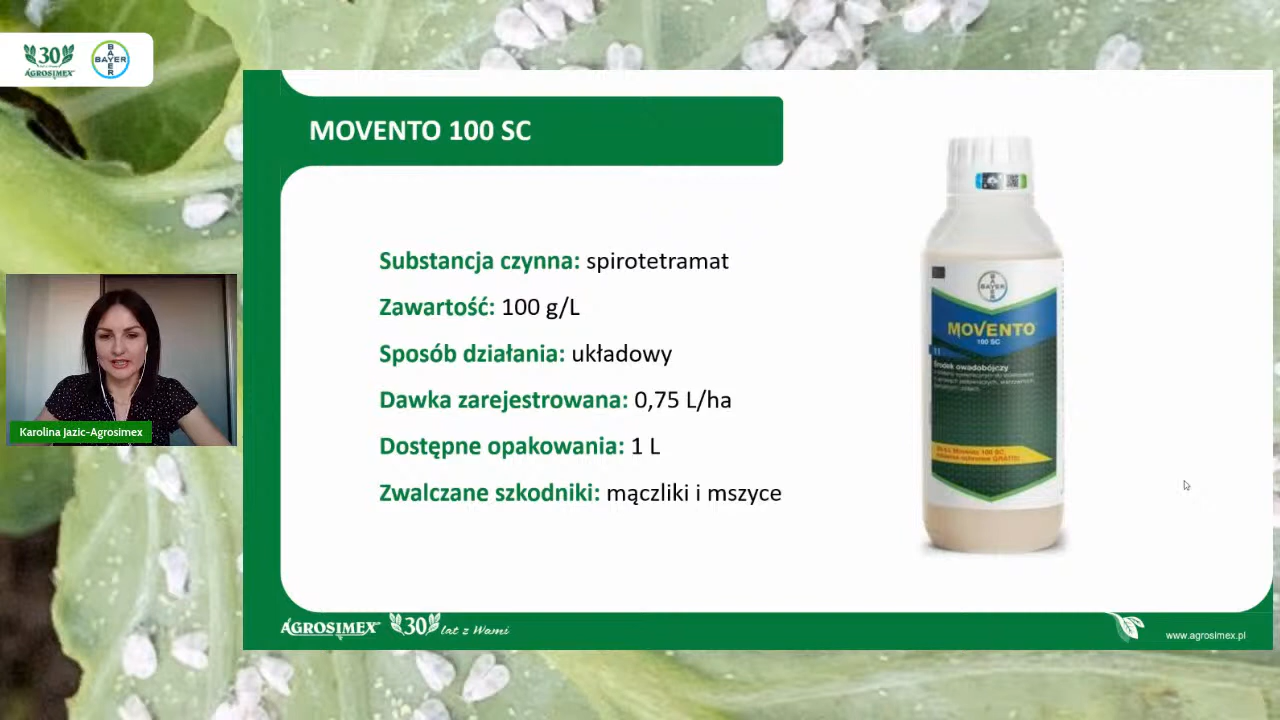 30
AGROSIMEX
BAYER
BAYER
MOVENTO 100 SC
Substancja czynna: spirotetramat
Zawartość: 100 g/L
Sposób działania: układowy
Dawka zarejestrowana: 0,75 L/ha
Dostępne opakowania: 1 L
Zwalczane szkodniki: mączliki i mszyce
BAYER
BAYER
MOVENTO
100 SC
Środek owadobójczy
Karolina Jazic-Agrosimex
AGROSIMEX 30 lat z Wami
www.agrosimex.pl